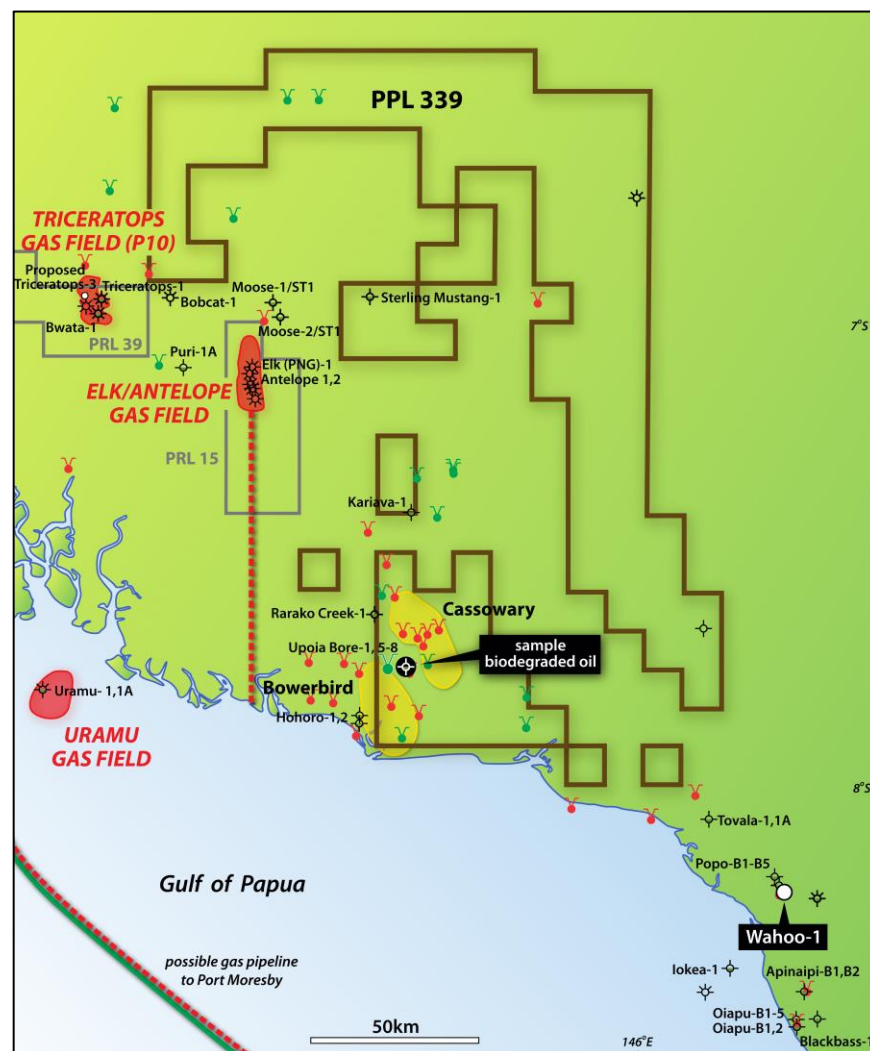 PPL 339
TRICERATOPS
GAS FIELD (P10)
Proposed
Triceratops-3
Triceratops-1
Bwata-1
Bobcat-1
Moose-1/ST1
Moose-2/ST1
Sterling Mustang-1
7°S
PRL 39
Puri-1A
Elk (PNG)-1
Antelope 1,2
ELK/ANTELOPE
GAS FIELD
PRL 15
Kariava-1
Rarako Creek-1
Cassowary
Upoia Bore-1, 5-8
sample
biodegraded oil
Bowerbird
Uramu- 1,1A
Hohoro-1,2
URAMU
GAS FIELD
8°S
Tovala-1,1A
Popo-B1-B5
Gulf of Papua
Wahoo-1
possible gas pipeline
to Port Moresby
Iokea-1
Apinaipi-B1,B2
Oiapu-B1-5
Oiapu-B1,2
Blackbass-1
50km
146°E